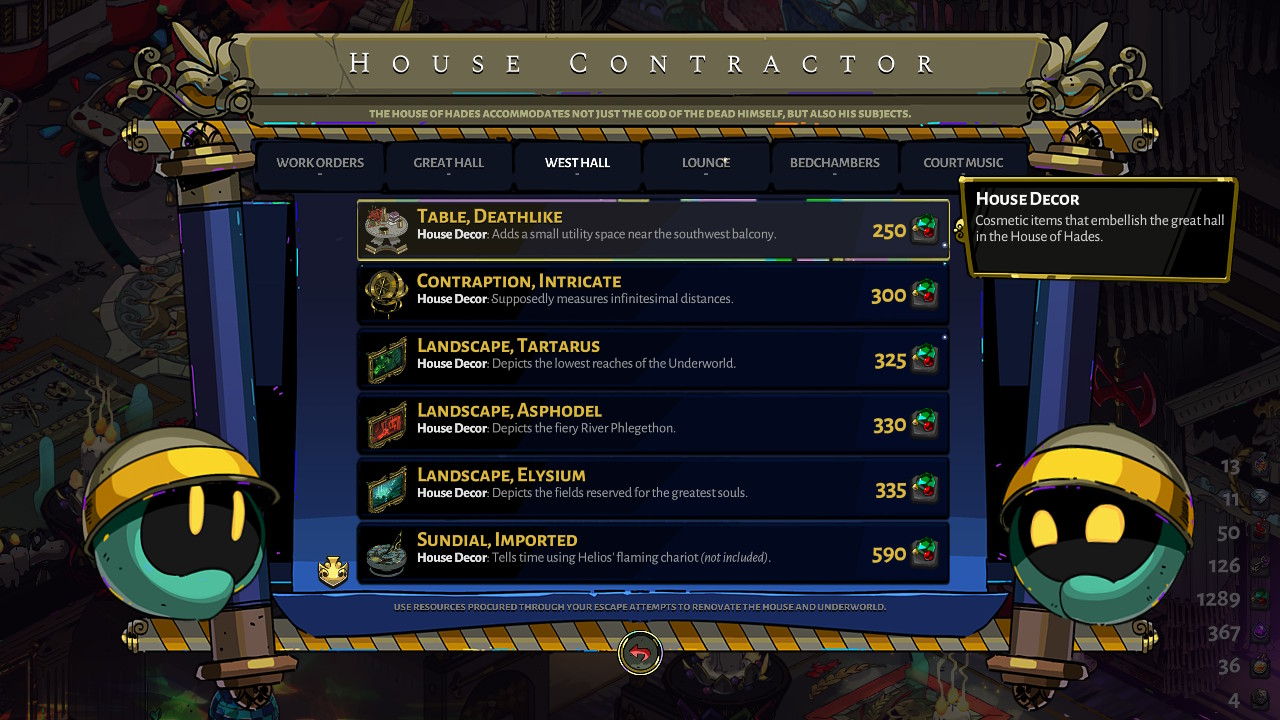 HOUSE CONTRACTOR
THE HOUSE OF HADES ACCOMMODATES NOT JUST THE GOD OF THE DEAD HIMSELF, BUT ALSO HIS SUBJECTS.
WORK ORDERS GREAT HALL WEST HALL LOUNGE BEDCHAMBERS COURT MUSIC
HOUSE DECOR
Cosmetic items that embellish the great hall
in the House of Hades.
TABLE, DEATHLIKE
House Decor: Adds a small utility space near the southwest balcony.
250
CONTRAPTION, INTRICATE
House Decor: Supposedly measures infinitesimal distances.
300
LANDSCAPE, TARTARUS
House Decor: Depicts the lowest reaches of the Underworld.
325
LANDSCAPE, ASPHODEL
House Decor: Depicts the fiery River Phlegethon.
330
LANDSCAPE, ELYSIUM
House Decor: Depicts the fields reserved for the greatest souls.
335
SUNDIAL, IMPORTED
House Decor: Tells time using Helios' flaming chariot (not included).
590
USE RESOURCES PROCURED THROUGH YOUR ESCAPE ATTEMPTS TO RENOVATE THE HOUSE AND UNDERWORLD.
13
11
50
126
1289
367
36
4